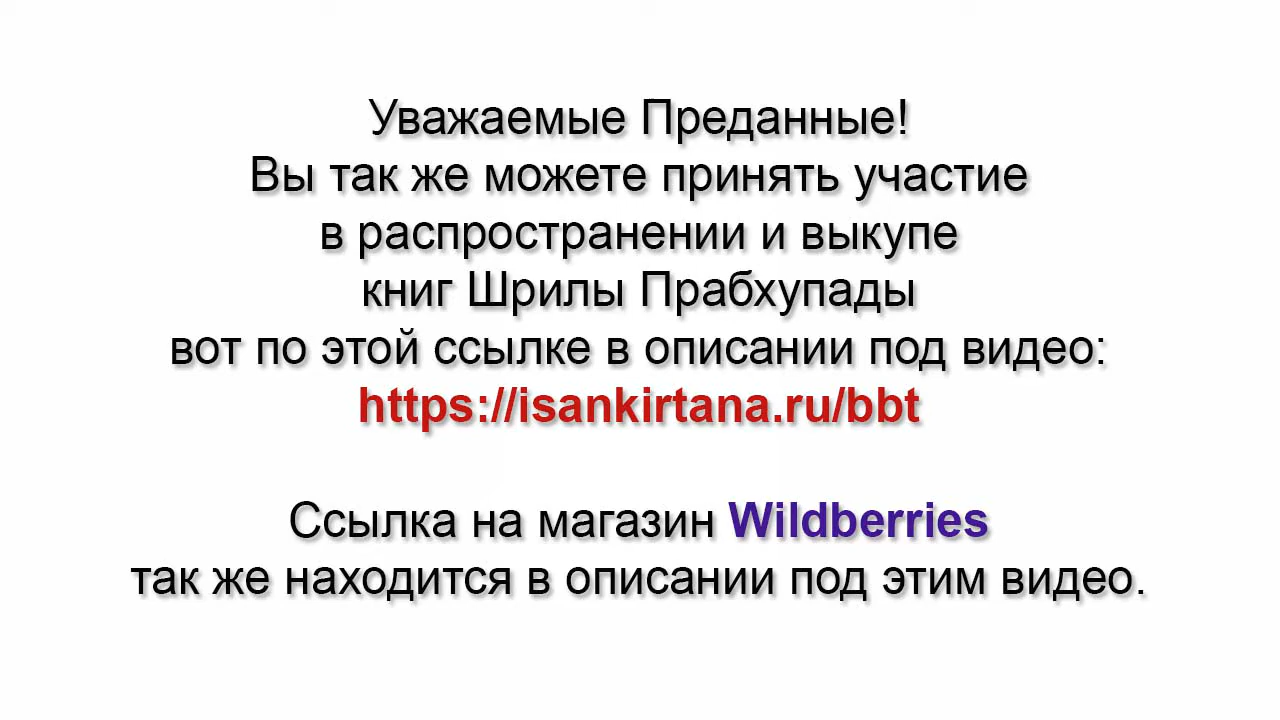 Уважаемые Преданные!
Вы так же можете принять участие
в распространении и выкупе
книг Шрилы Прабхупады
вот по этой ссылке в описании под видео:
https://isankirtana.ru/bbt
Ссылка на магазин Wildberries
так же находится в описании под этим видео.